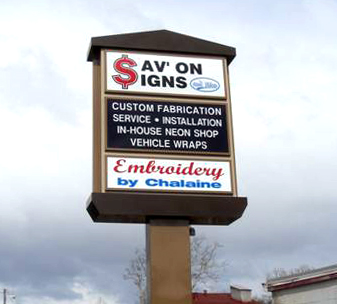 $AV' ON
$IGNS
CUSTOM FABRICATION
SERVICE • INSTALLATION
IN-HOUSE NEON SHOP
VEHICLE WRAPS
Embroidery
by Chalaine